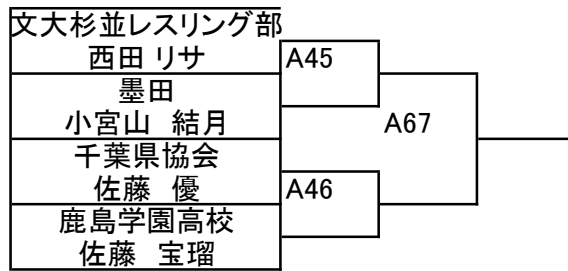 文大杉並レスリング部
西田 リサ
A45
墨田
小宮山　結月
A67
千葉県協会
佐藤　優
A46
鹿島学園高校
佐藤　宝瑠